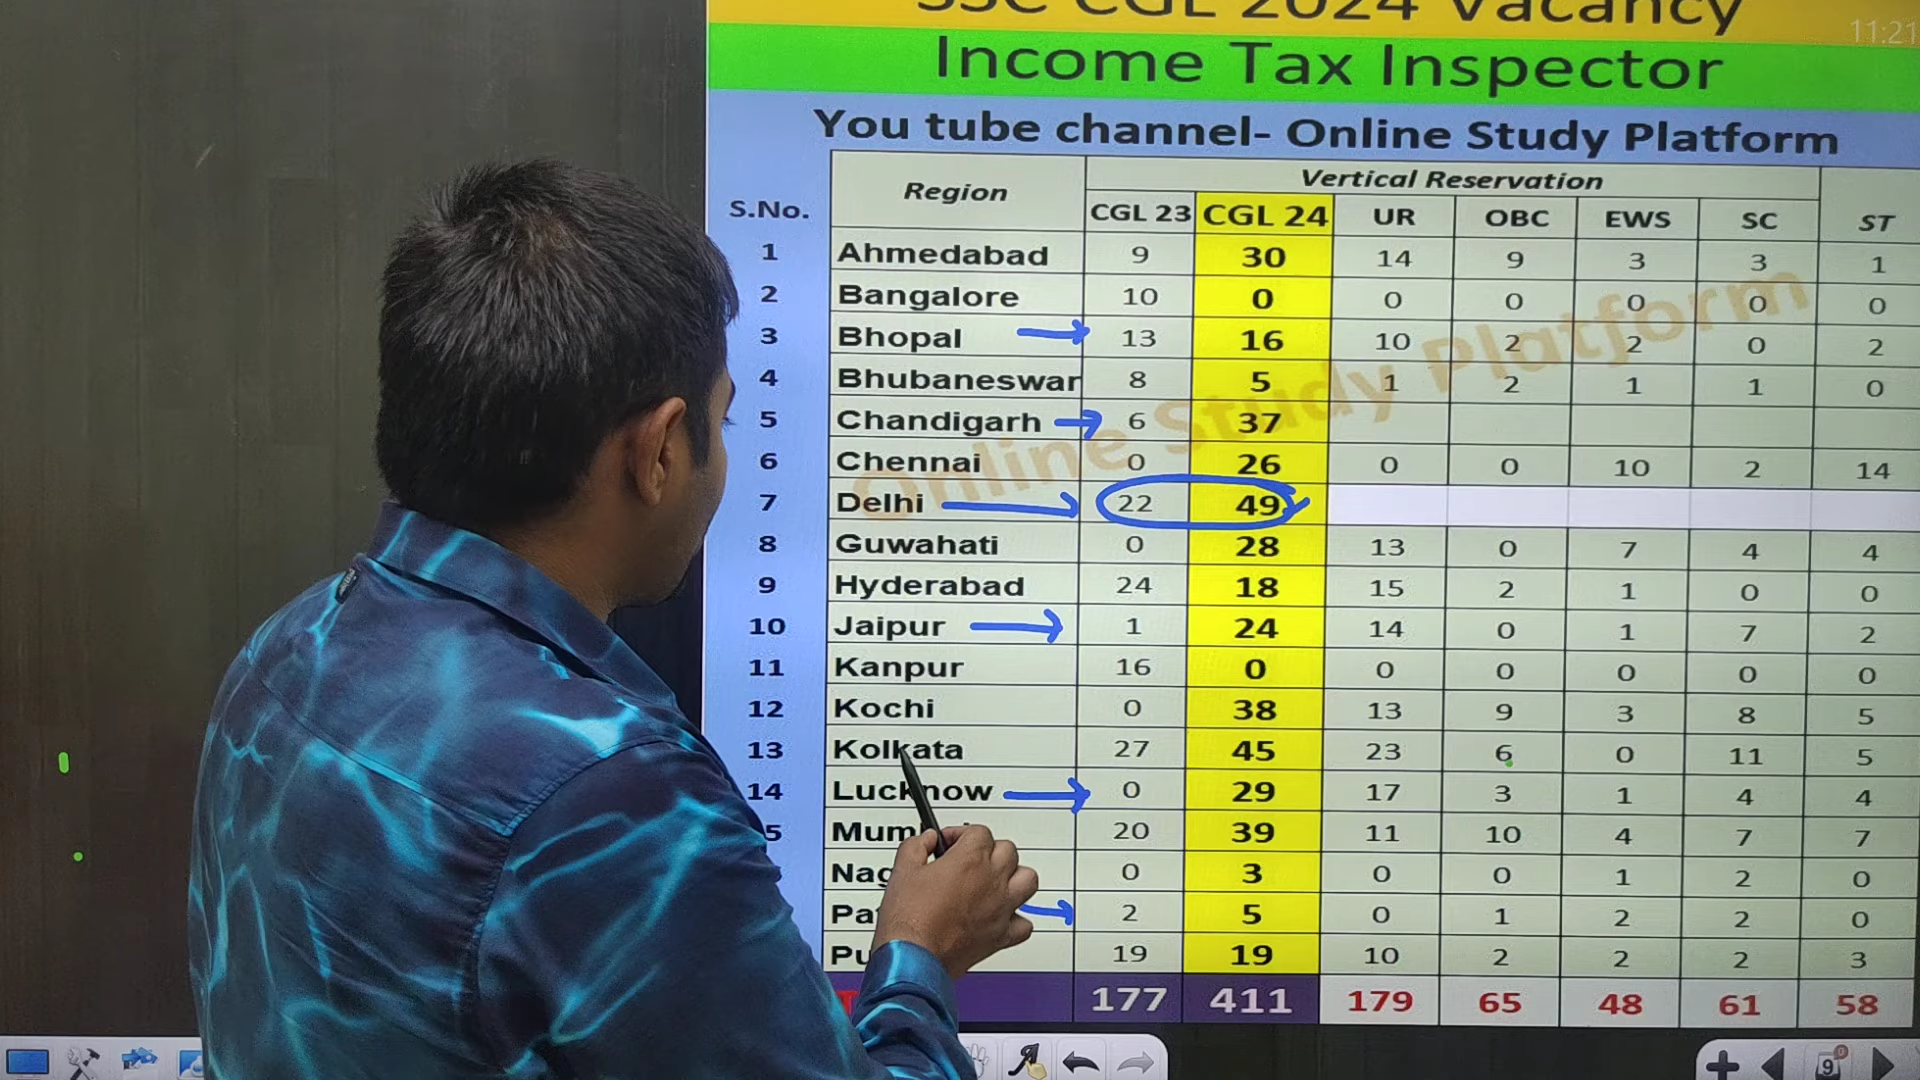 SSC CGL 2024 Vacancy
11:21
Income Tax Inspector
You tube channel- Online Study Platform
S.No. Region Vertical Reservation
CGL 23 CGL 24 UR OBC EWS SC ST
1 Ahmedabad 9 30 14 9 3 3 1
2 Bangalore 10 0 0 0 0 0 0
3 Bhopal 13 16 10 2 2 0 2
4 Bhubaneswar 8 5 1 2 1 1 0
5 Chandigarh 6 37
6 Chennai 0 26 0 0 10 2 14
7 Delhi 22 49
8 Guwahati 0 28 13 0 7 4 4
9 Hyderabad 24 18 15 2 1 0 0
10 Jaipur 1 24 14 0 1 7 2
11 Kanpur 16 0 0 0 0 0 0
12 Kochi 0 38 13 9 3 8 5
13 Kolkata 27 45 23 6 0 11 5
14 Lucknow 0 29 17 3 1 4 4
5 Mum 20 39 11 10 4 7 7
Nag 0 3 0 0 1 2 0
Pat 2 5 0 1 2 2 0
Pu 19 19 10 2 2 2 3
177 411 179 65 48 61 58
Online Study Platform
9